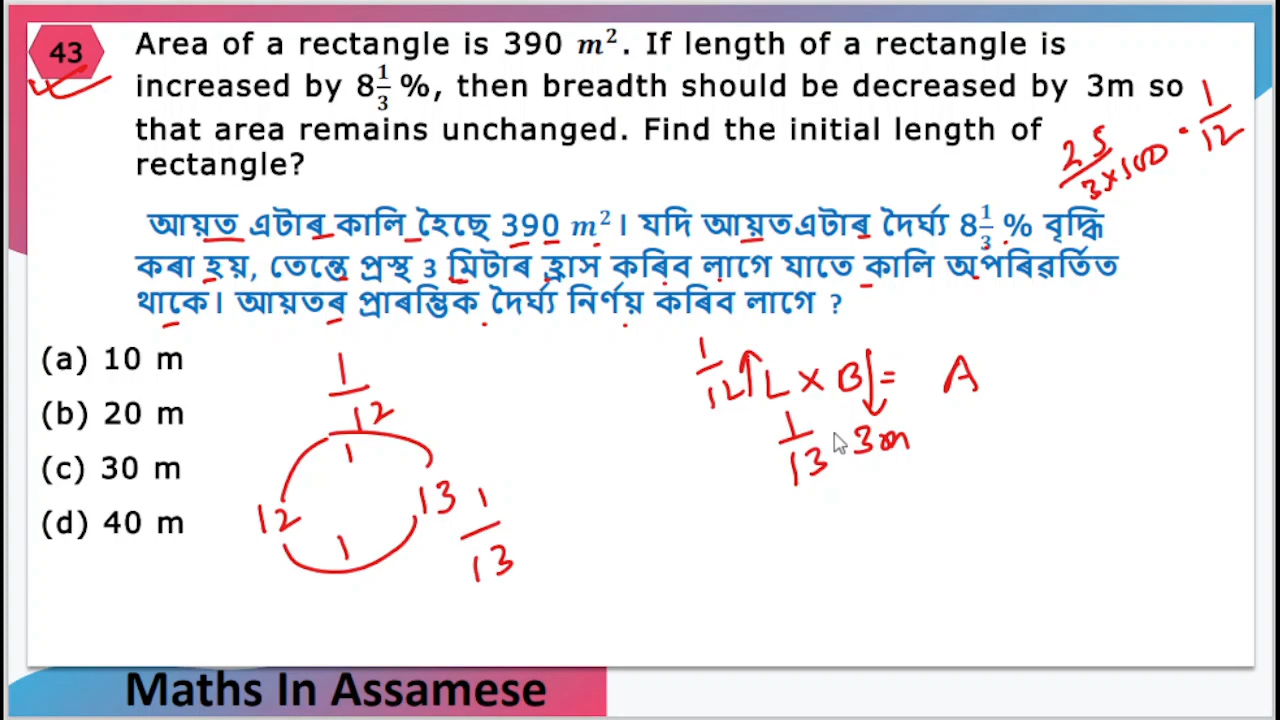 43
Area of a rectangle is 390 m². If length of a rectangle is
increased by 8 1/3 %, then breadth should be decreased by 3m so
that area remains unchanged. Find the initial length of
rectangle?
25/3×100 · 1/12
আয়ত এটাৰ কালি হৈছে 390 m²। যদি আয়তএটাৰ দৈৰ্ঘ্য 8 1/3 % বৃদ্ধি
কৰা হয়, তেন্তে প্ৰস্থ 3 মিটাৰ হ্ৰাস কৰিব লাগে যাতে কালি অপৰিৱৰ্তিত
থাকে। আয়তৰ প্ৰাৰম্ভিক দৈৰ্ঘ্য নিৰ্ণয় কৰিব লাগে ?
(a) 10 m
(b) 20 m
(c) 30 m
(d) 40 m
1/12
1
12 13 1/13
1
1/12 ↑ L × B ↓ = A
1/13 3m
Maths In Assamese